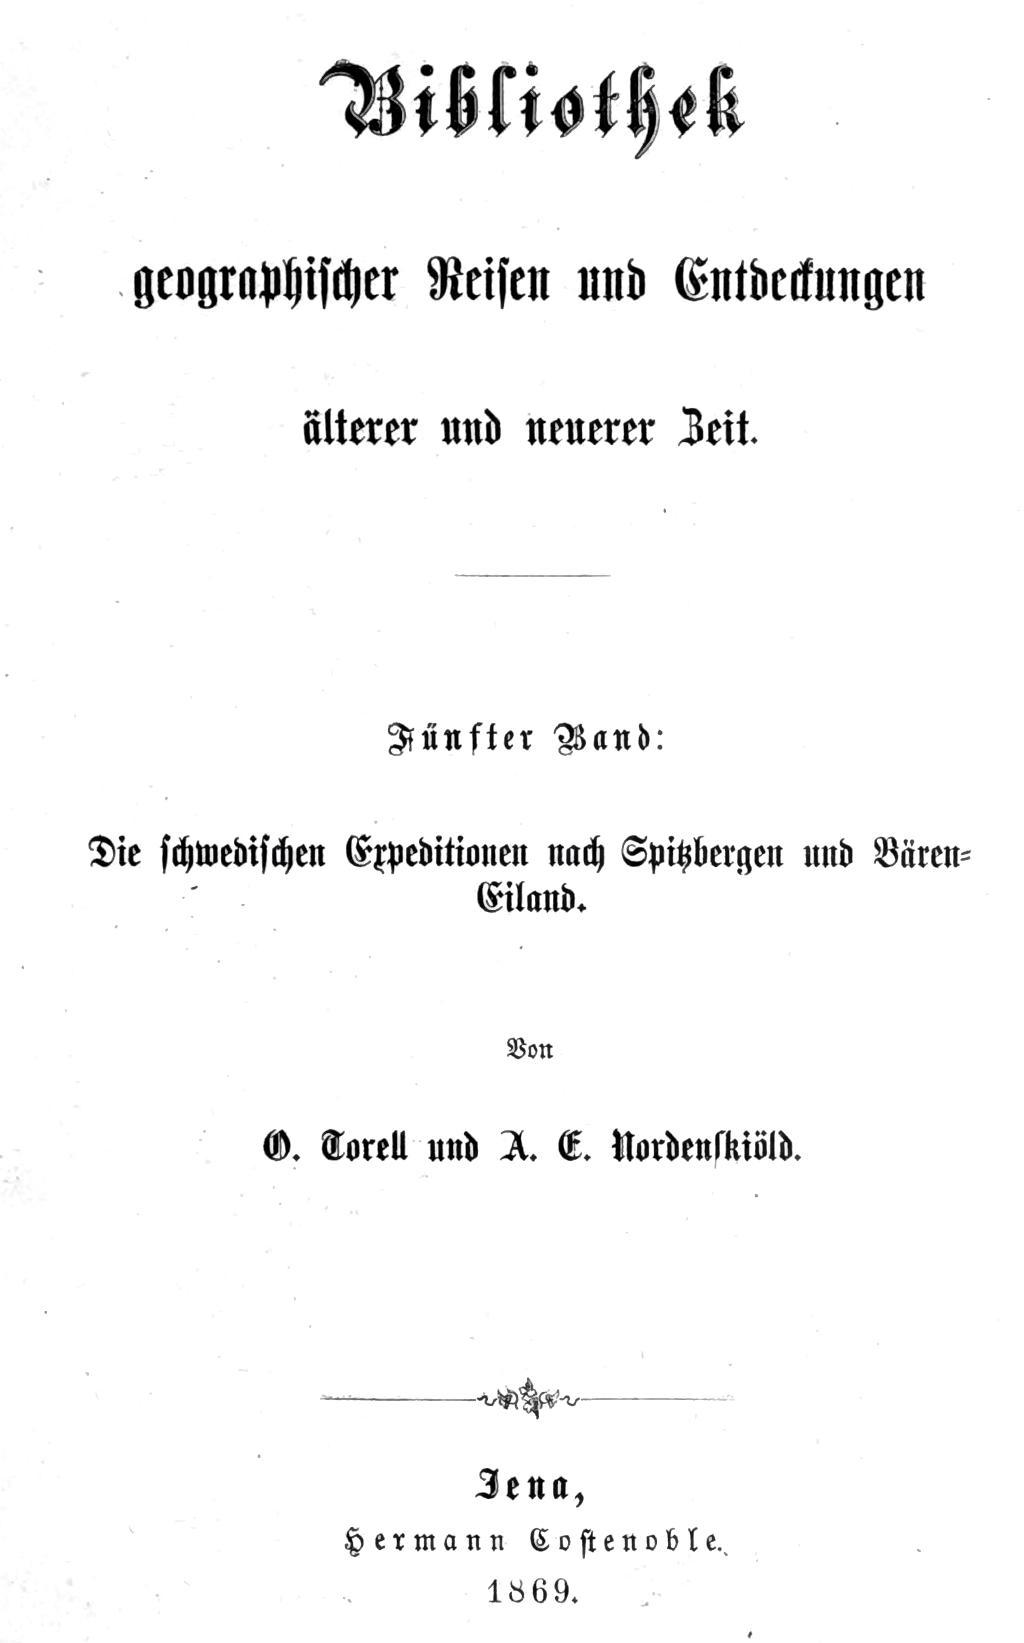 Bibliothek
geographiſcher Reiſen und Entdeckungen
älterer und neuerer Zeit.
Fünfter Band:
Die ſchwediſchen Expeditionen nach Spitzbergen und Bären-
Eiland.
Von
O. Torell und A. E. Nordenſkiöld.
Jena,
Hermann Coſtenoble.
1869.